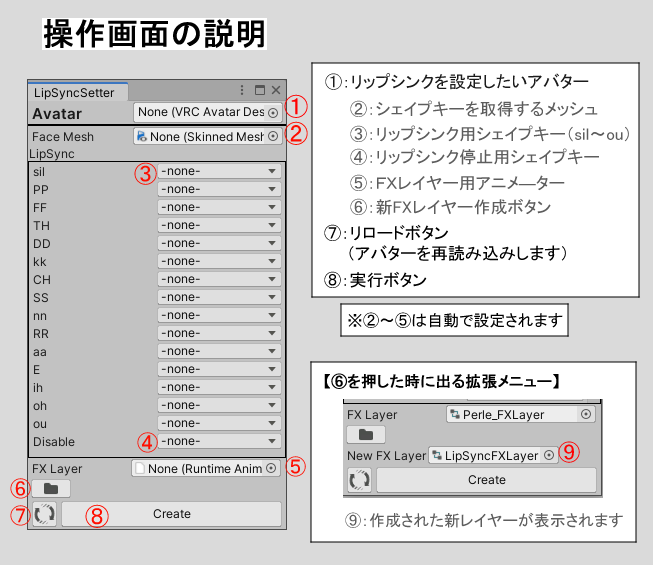 操作画面の説明
LipSyncSetter
Avatar None (VRC Avatar Des ①
Face Mesh None (Skinned Mesh ②
LipSync
sil ③ -none-
PP -none-
FF -none-
TH -none-
DD -none-
kk -none-
CH -none-
SS -none-
nn -none-
RR -none-
aa -none-
E -none-
ih -none-
oh -none-
ou -none-
Disable ④ -none-
FX Layer None (Runtime Anim ⑤
⑥
⑦ ⑧ Create
①：リップシンクを設定したいアバター
②：シェイプキーを取得するメッシュ
③：リップシンク用シェイプキー（sil～ou）
④：リップシンク停止用シェイプキー
⑤：FXレイヤー用アニメーター
⑥：新FXレイヤー作成ボタン
⑦：リロードボタン
（アバターを再読み込みします）
⑧：実行ボタン
※②～⑤は自動で設定されます
【⑥を押した時に出る拡張メニュー】
FX Layer Perle_FXLayer
New FX Layer LipSyncFXLayer ⑨
Create
⑨：作成された新レイヤーが表示されます